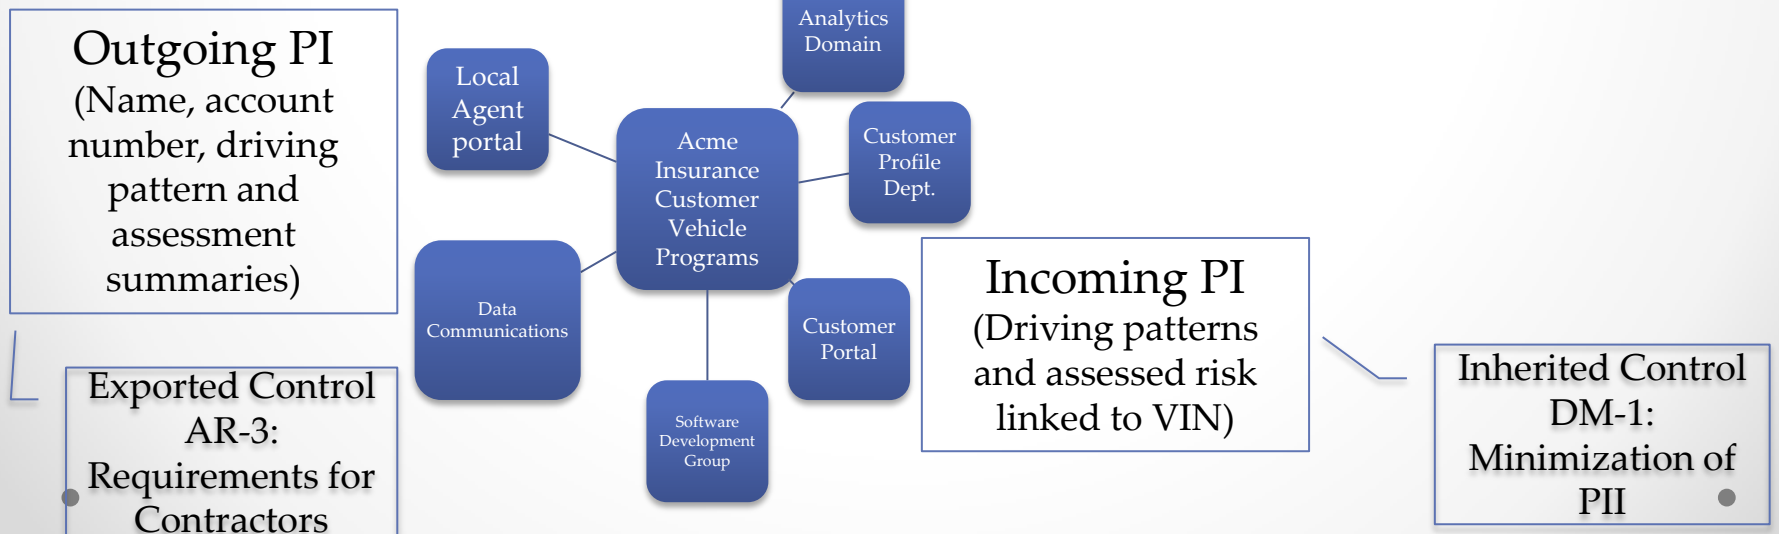 Outgoing PI
(Name, account
number, driving
pattern and
assessment
summaries)
Exported Control
AR-3:
Requirements for
Contractors
Local
Agent
portal
Data
Communications
Acme
Insurance
Customer
Vehicle
Programs
Analytics
Domain
Customer
Profile
Dept.
Customer
Portal
Software
Development
Group
Incoming PI
(Driving patterns
and assessed risk
linked to VIN)
Inherited Control
DM-1:
Minimization of
PII